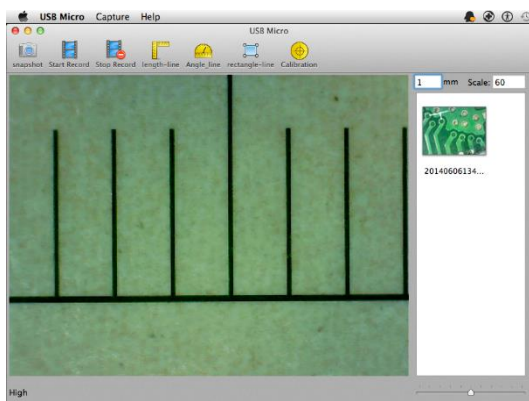 USB Micro Capture Help
USB Micro
snapshot Start Record Stop Record length-line Angle_line rectangle-line Calibration
1 mm Scale: 60
20140606134...
High